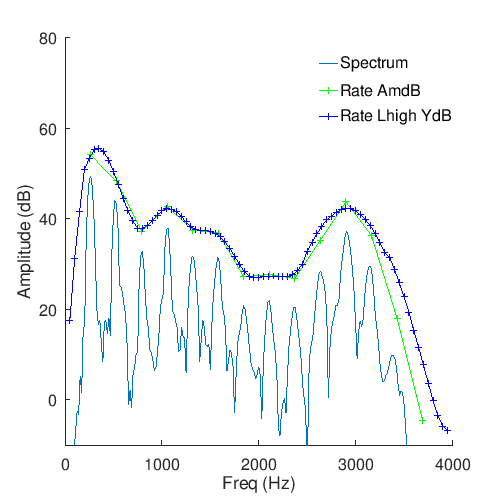 80
60
40
20
0
Amplitude (dB)
Spectrum
Rate AmdB
Rate Lhigh YdB
0 1000 2000 3000 4000
Freq (Hz)